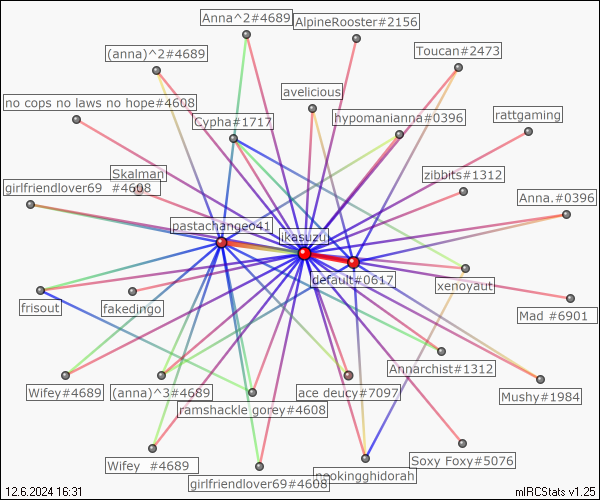 Anna^2#4689
AlpineRooster#2156
(anna)^2#4689
Toucan#2473
avelicious
no cops no laws no hope#4608
Cypha#1717
hypomanianna#0396
rattgaming
Skalman
zibbits#1312
girlfriendlover69 #4608
Anna.#0396
pastachangeo41
ikasuzu
default#0617
xenoyaut
frisout
fakedingo
Mad #6901
Annarchist#1312
Wifey#4689
(anna)^3#4689
ace deucy#7097
Mushy#1984
ramshackle gorey#4608
Wifey #4689
Soxy Foxy#5076
girlfriendlover69#4608
nookingghidorah
12.6.2024 16:31
mIRCStats v1.25